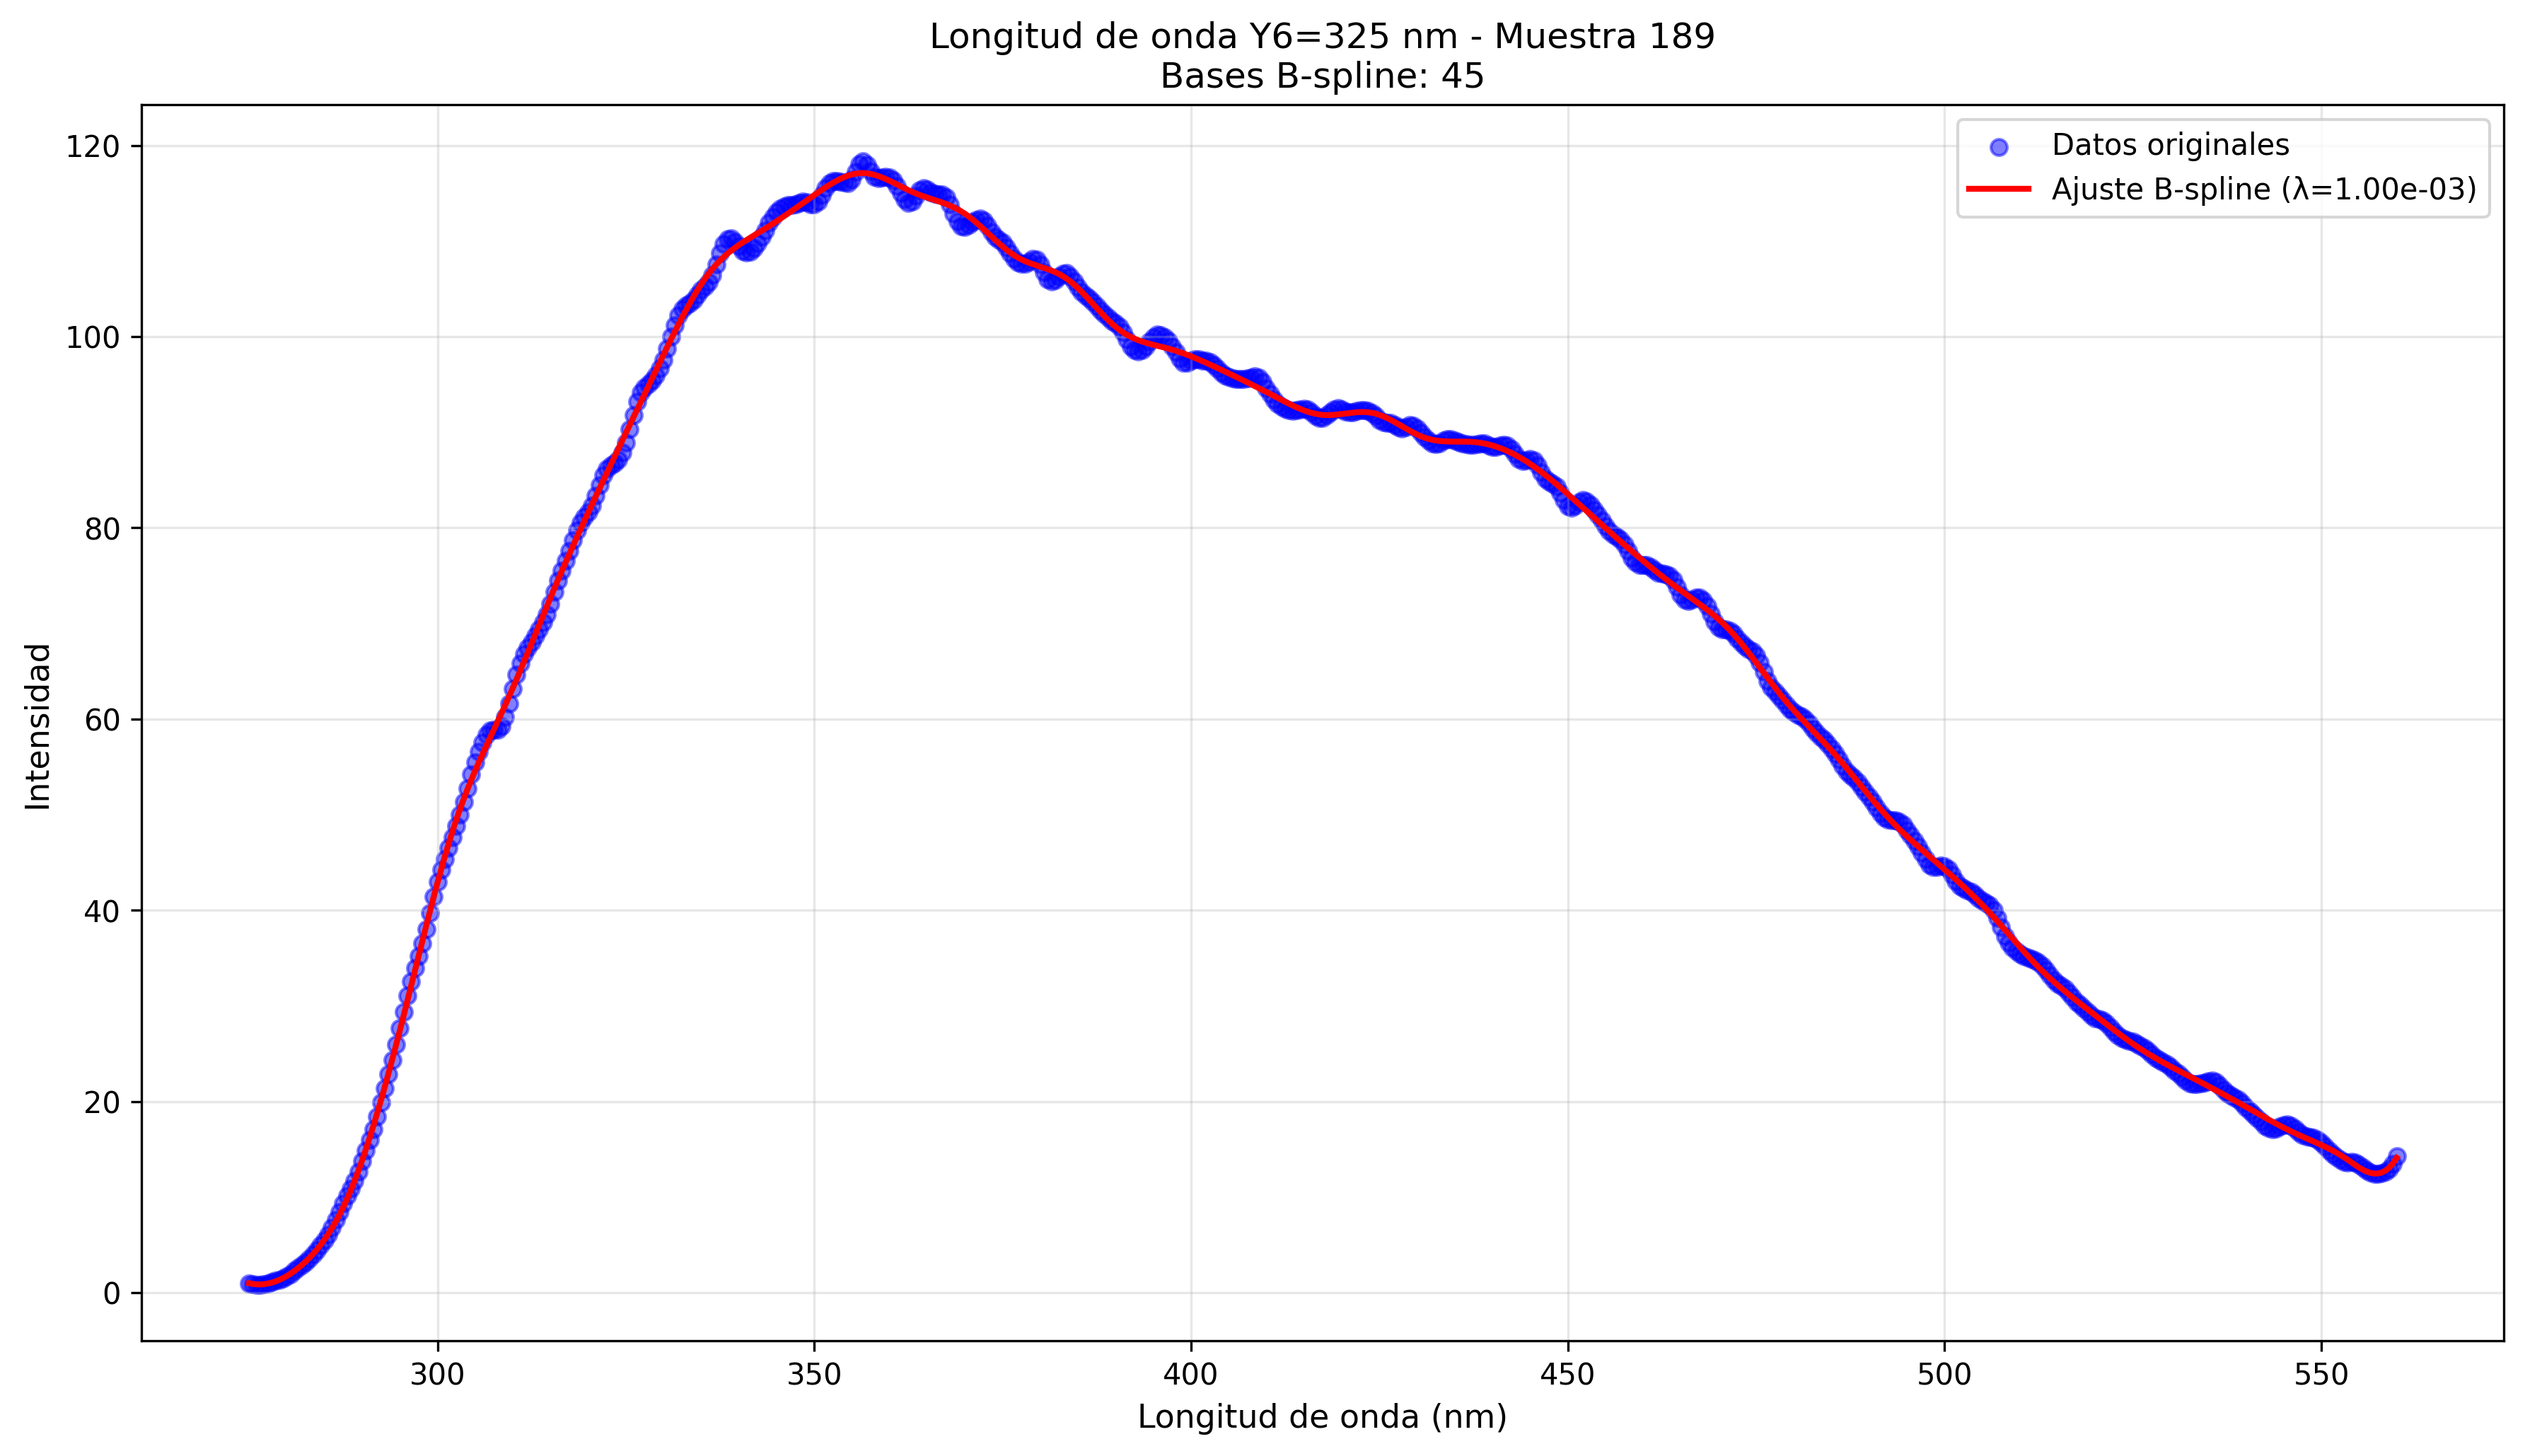 Longitud de onda Y6=325 nm - Muestra 189
Bases B-spline: 45
Datos originales
Ajuste B-spline (λ=1.00e-03)
Intensidad
120
100
80
60
40
20
0
300 350 400 450 500 550
Longitud de onda (nm)